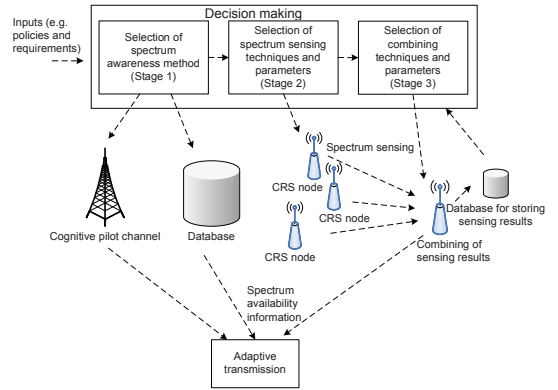 Decision making
Inputs (e.g.
policies and
requirements)
Selection of
spectrum
awareness method
(Stage 1)
Selection of
spectrum sensing
techniques and
parameters
(Stage 2)
Selection of
combining
techniques and
parameters
(Stage 3)
Spectrum sensing
CRS node
CRS node
CRS node
Cognitive pilot channel
Database
Database for storing
sensing results
Combining of
sensing results
Spectrum
availability
information
Adaptive
transmission